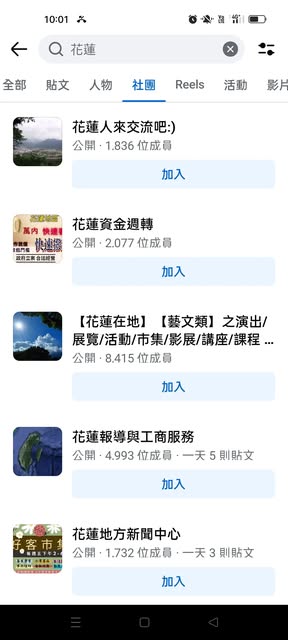 10:01
花蓮
全部 貼文 人物 社團 Reels 活動 影片
花蓮人來交流吧:)
公開 · 1.836 位成員
加入
花蓮資金週轉
公開 · 2.077 位成員
加入
【花蓮在地】【藝文類】之演出/
展覽/活動/市集/影展/講座/課程 ...
公開 · 8.415 位成員
加入
花蓮報導與工商服務
公開 · 4.993 位成員 · 一天 5 則貼文
加入
花蓮地方新聞中心
公開 · 1.732 位成員 · 一天 3 則貼文
加入